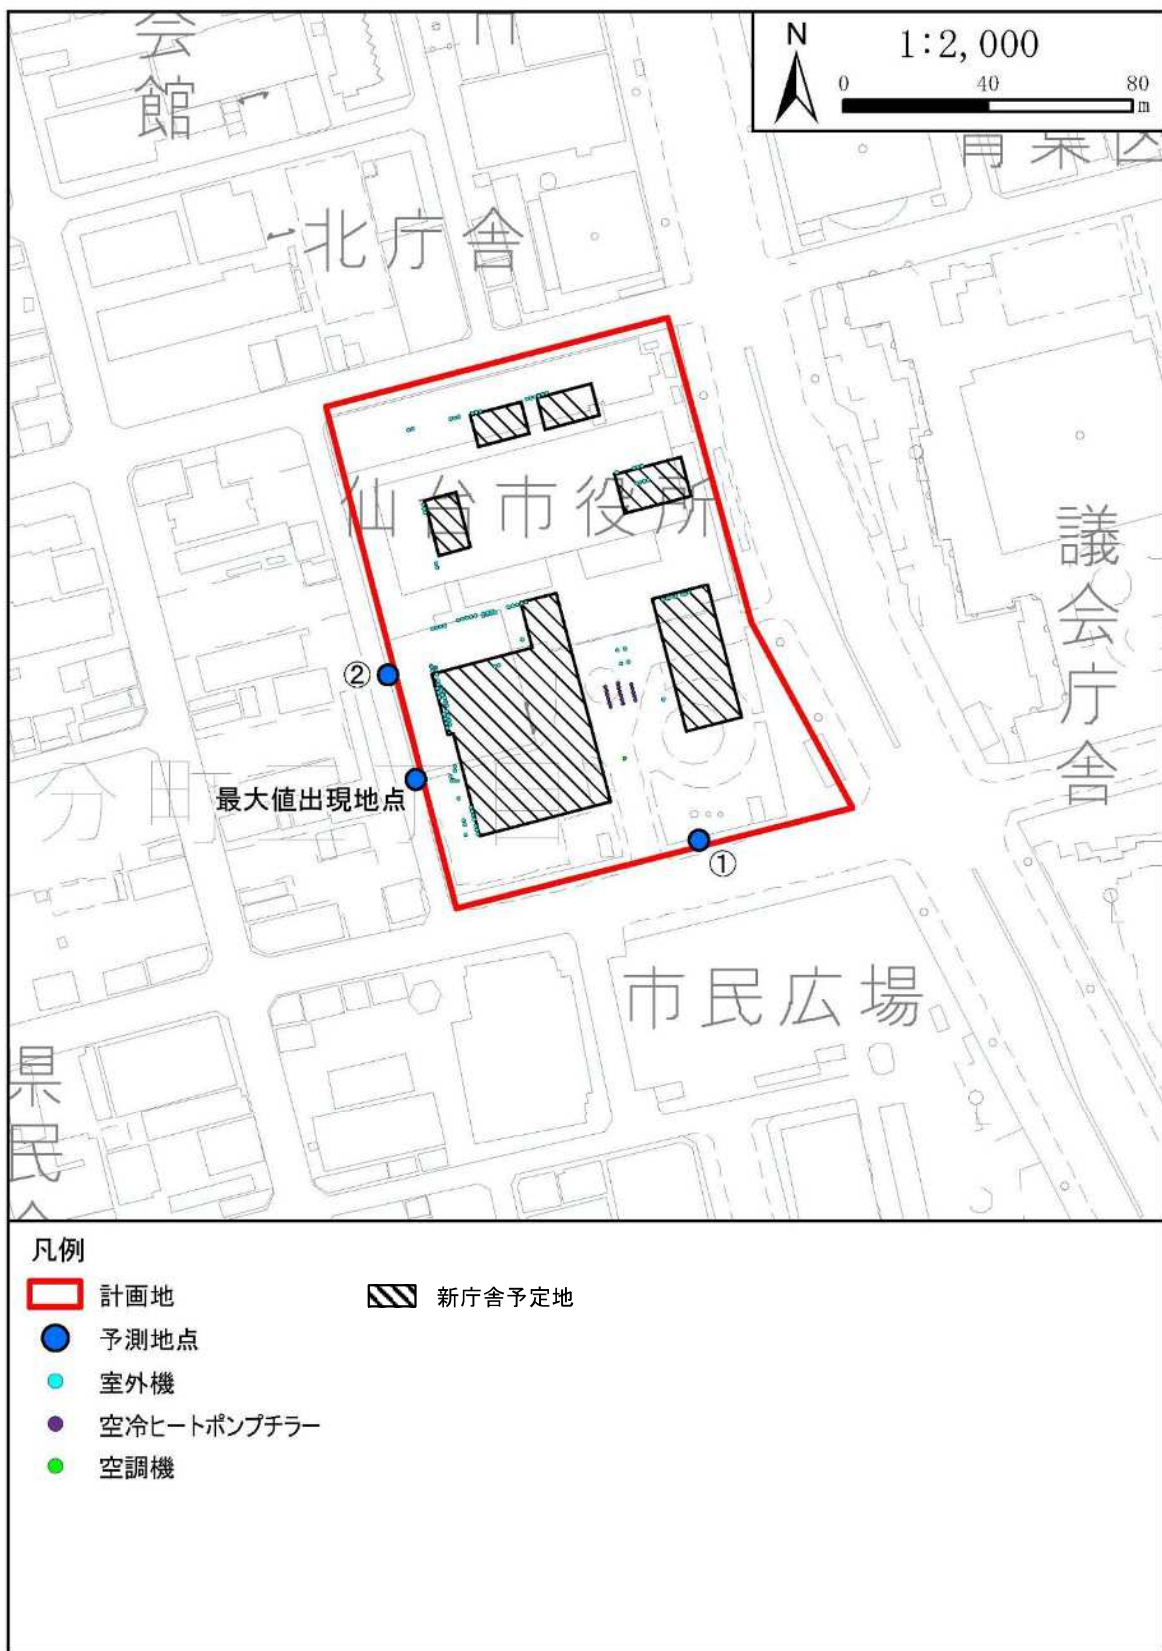 会館
N
1:2,000
0 40 80
m
北庁舎
仙台市役所
議会庁舎
②
最大値出現地点
①
市民広場
県民会
凡例
計画地
新庁舎予定地
予測地点
室外機
空冷ヒートポンプチラー
空調機